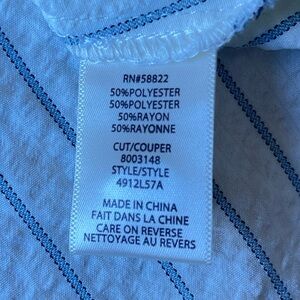 RN#58822
50%POLYESTER
50%POLYESTER
50%RAYON
50%RAYONNE
CUT/COUPER
8003148
STYLE/STYLE
4912L57A
MADE IN CHINA
FAIT DANS LA CHINE
CARE ON REVERSE
NETTOYAGE AU REVERS